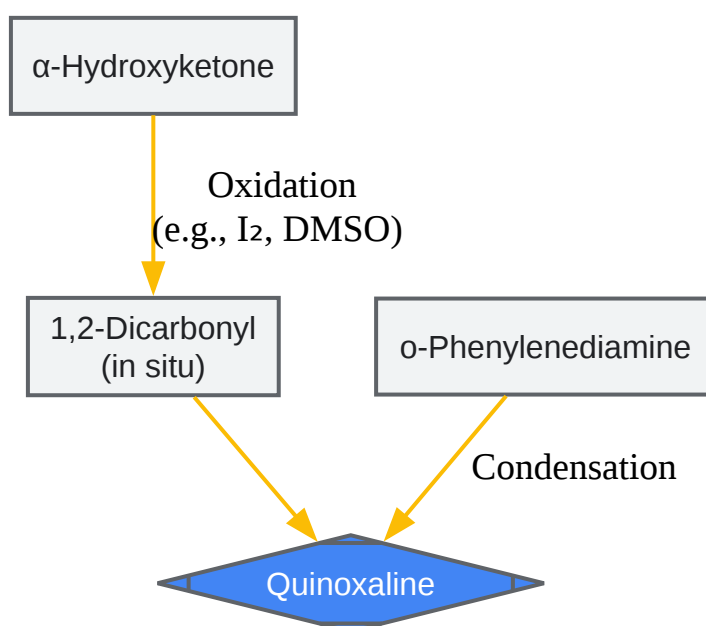 α-Hydroxyketone
Oxidation
(e.g., I₂, DMSO)
1,2-Dicarbonyl
(in situ)
o-Phenylenediamine
Condensation
Quinoxaline